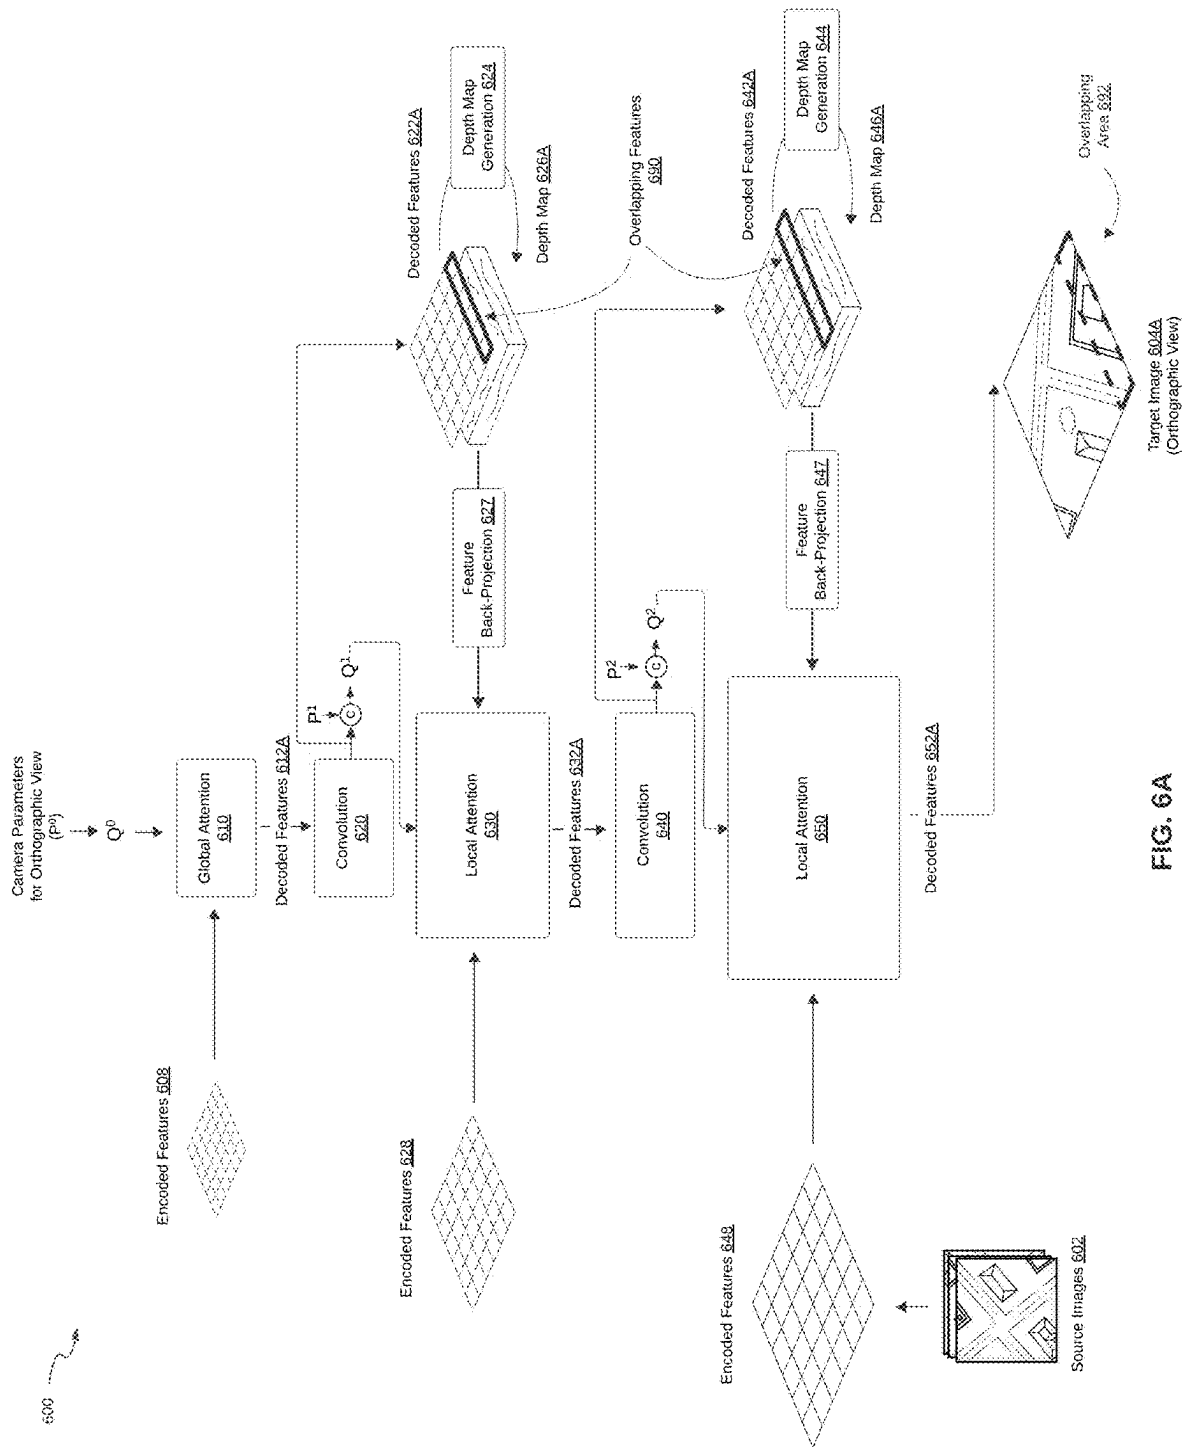 600
Camera Parameters
for Orthographic View
(P⁰)
Q⁰
Encoded Features 608
Global Attention
610
Decoded Features 612A
Convolution
620
P¹
C
Q¹
Decoded Features 622A
Depth Map
Generation 624
Depth Map 626A
Feature
Back-Projection 627
Encoded Features 628
Local Attention
630
Overlapping Features
690
Decoded Features 632A
Convolution
640
P²
C
Q²
Decoded Features 642A
Depth Map
Generation 644
Depth Map 646A
Feature
Back-Projection 647
Encoded Features 648
Local Attention
650
Decoded Features 652A
Source Images 602
Overlapping
Area 692
Target Image 604A
(Orthographic View)
FIG. 6A